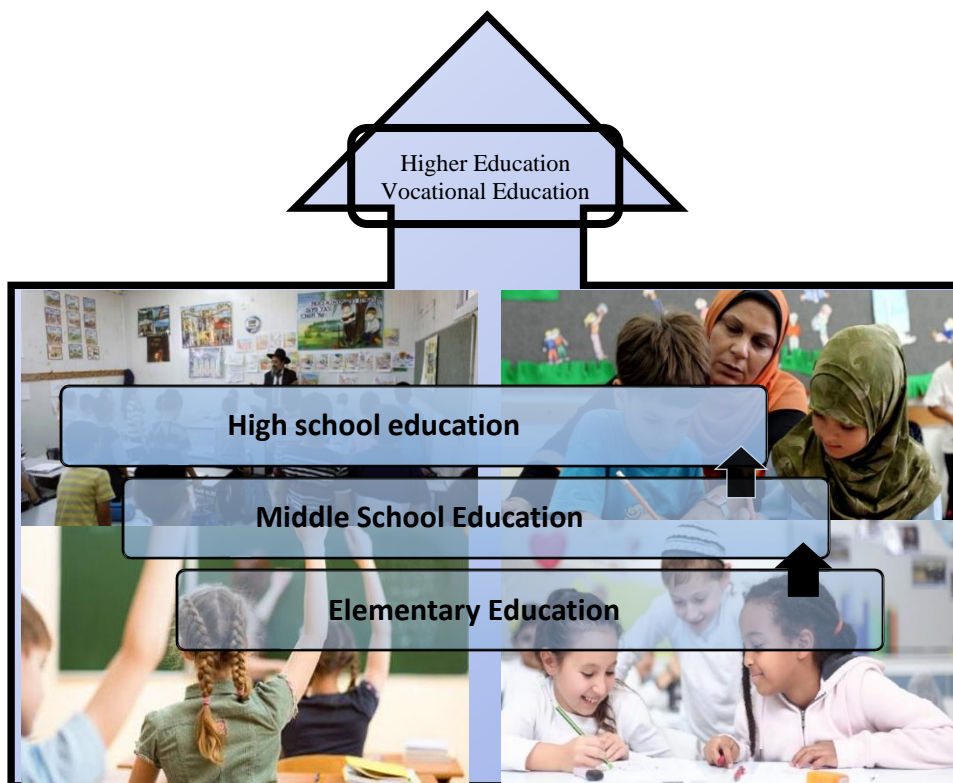 Higher Education
Vocational Education
High school education
Middle School Education
Elementary Education